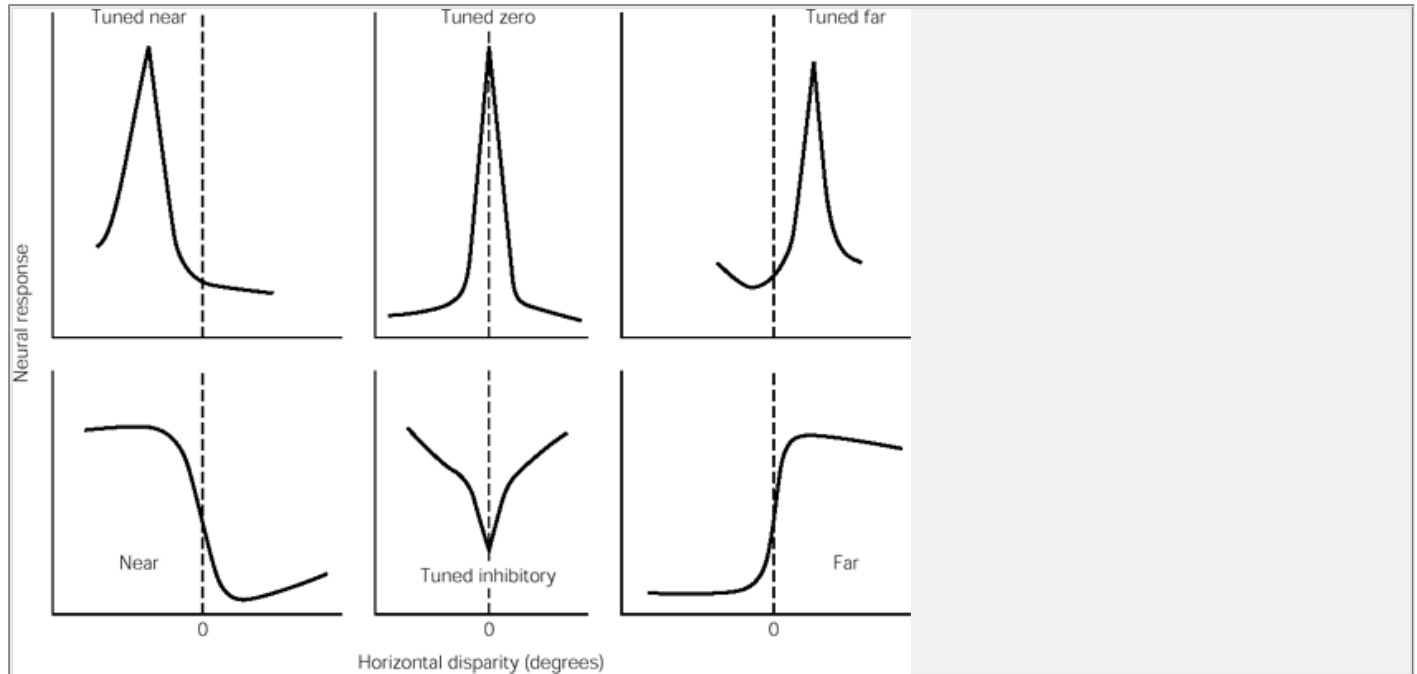 Tuned near
Tuned zero
Tuned far
Neural response
Near
Tuned inhibitory
Far
0
0
0
Horizontal disparity (degrees)